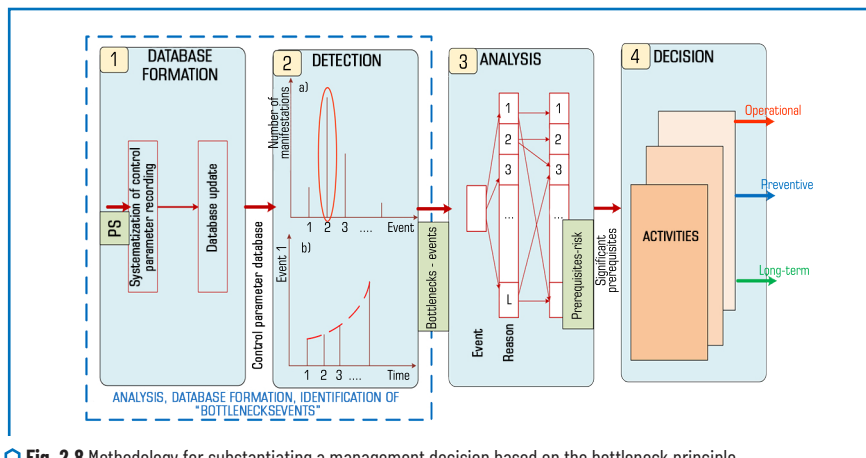 1
DATABASE
FORMATION
PS
Systematization of control
parameter recording
Database update
Control parameter database
2
DETECTION
a)
Number of
manifestations
1 2 3 .... Event
b)
Event 1
1 2 3 .... Time
Bottlenecks - events
ANALYSIS, DATABASE FORMATION, IDENTIFICATION OF
"BOTTLENECKSEVENTS"
3
ANALYSIS
1
2
3
...
L
1
2
3
...
Event
Reason
Prerequisites-risk
Significant
prerequisites
4
DECISION
ACTIVITIES
Operational
Preventive
Long-term
Fig. 2.8 Methodology for substantiating a management decision based on the bottleneck principle